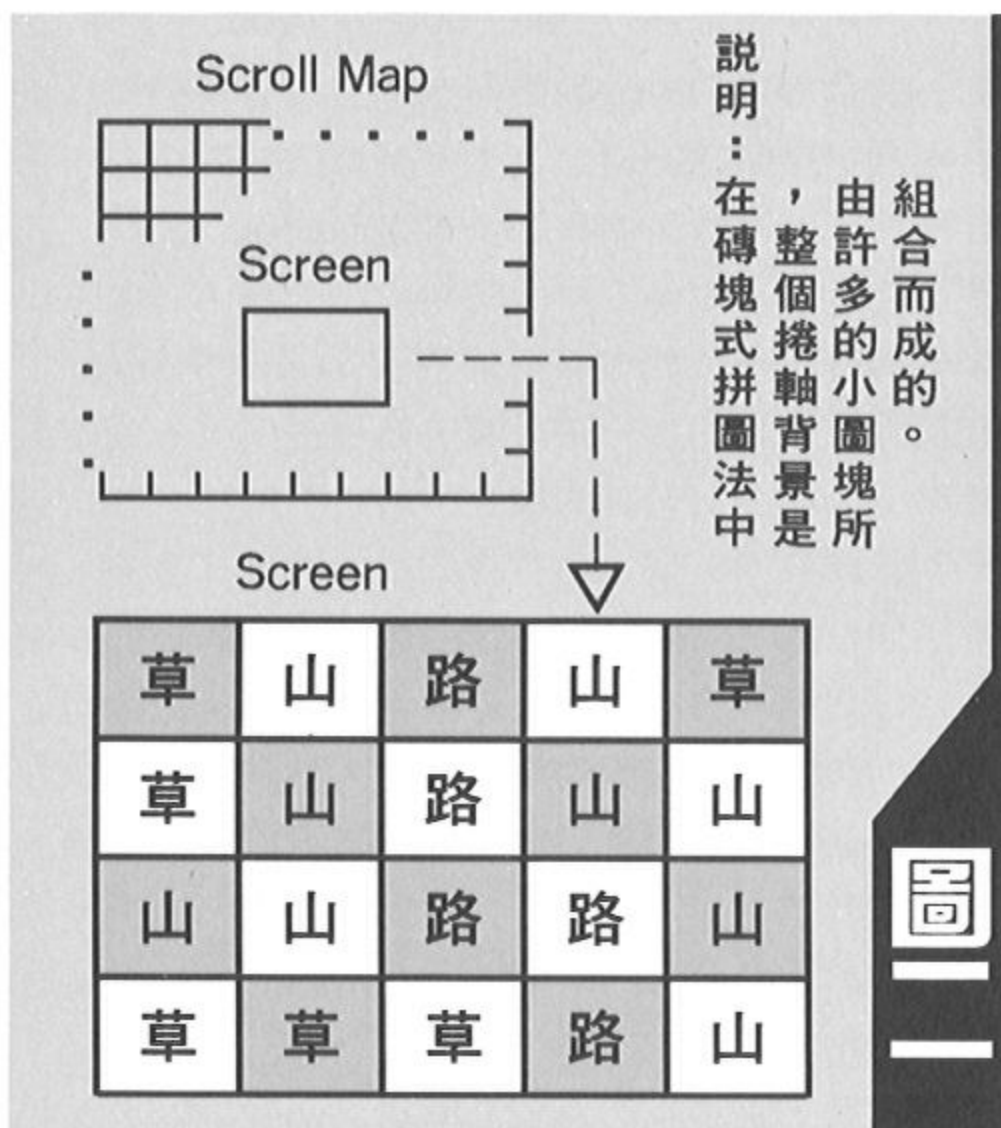 Scroll Map
Screen
説明：在磚塊式拼圖法中
，整個捲軸背景是
由許多的小圖塊所
組合而成的。
Screen
草 山 路 山 草
草 山 路 山 山
山 山 路 路 山
草 草 草 路 山
圖二